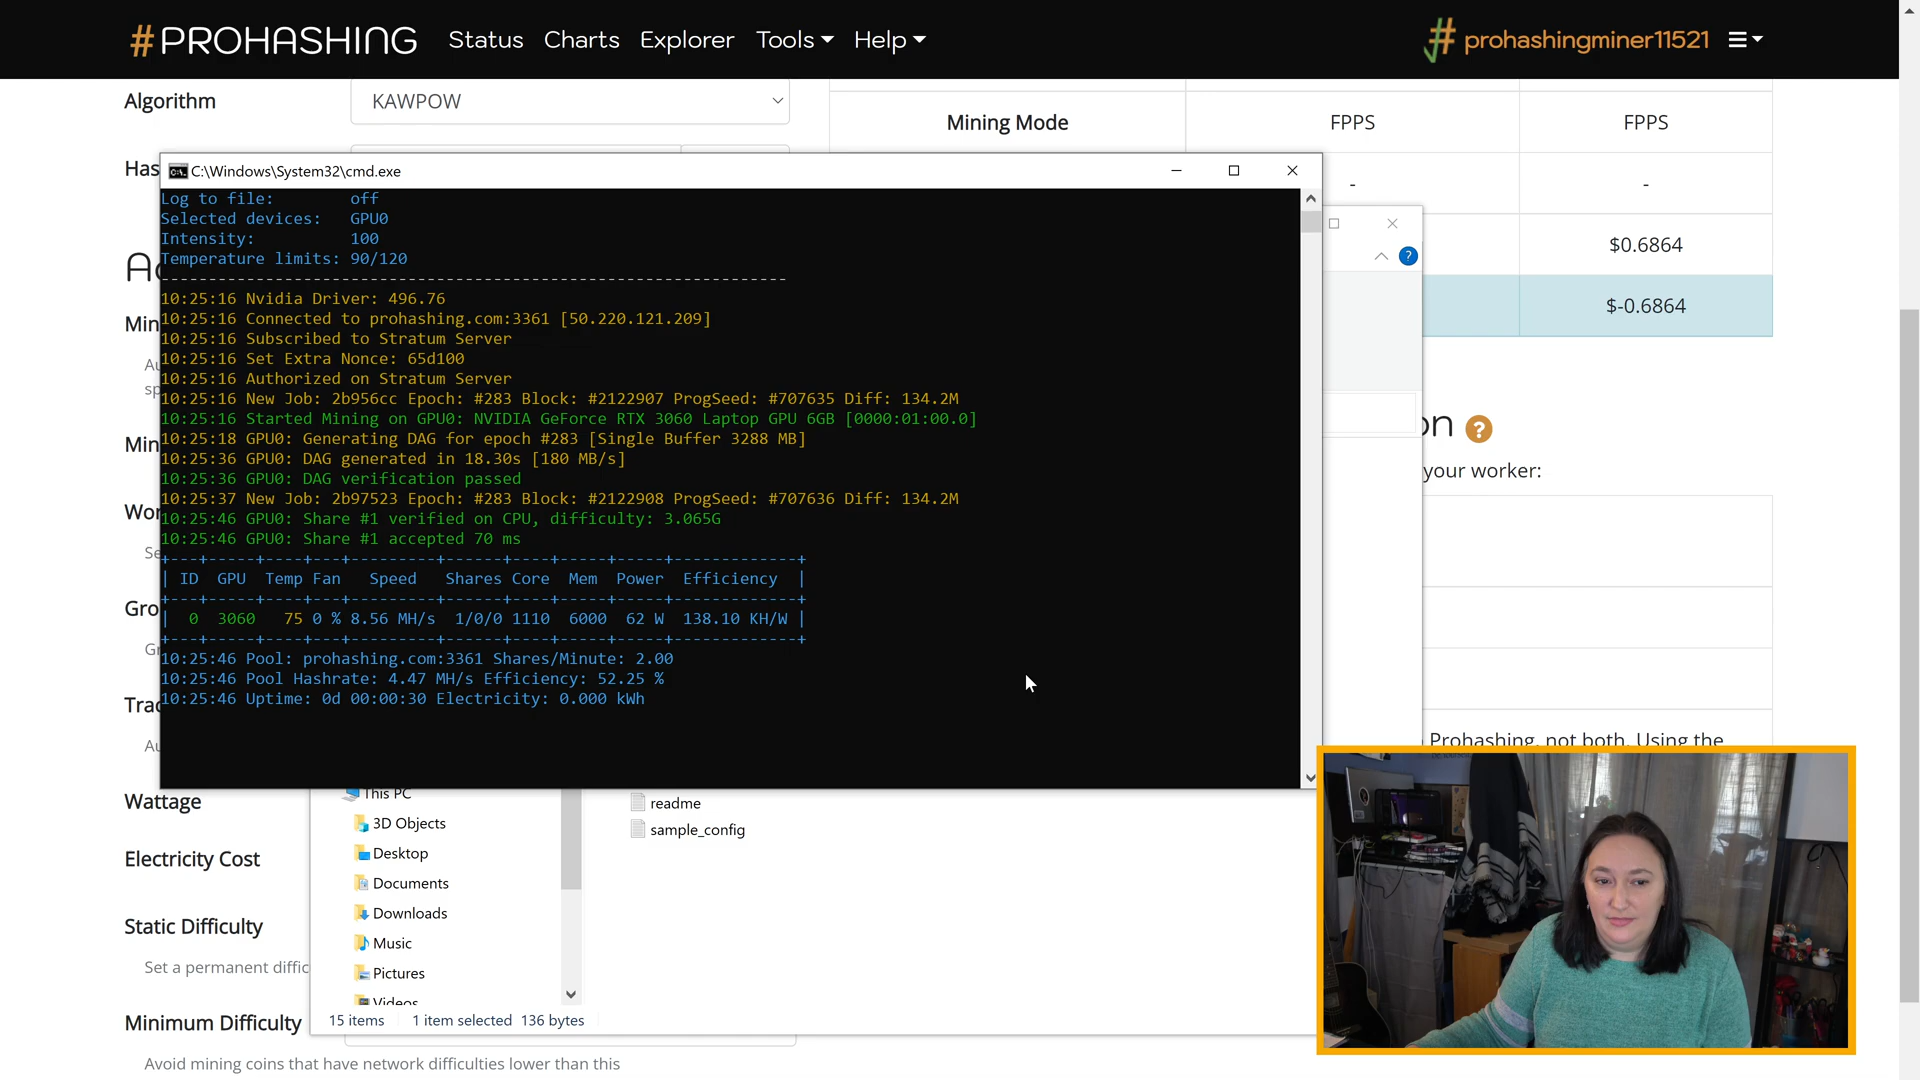 #PROHASHING Status Charts Explorer Tools Help prohashingminer11521
Algorithm KAWPOW
Mining Mode FPPS FPPS
Has
- -
$0.6864
$-0.6864
C:\Windows\System32\cmd.exe
Log to file: off
Selected devices: GPU0
Intensity: 100
Temperature limits: 90/120
--------------------------------------------------------------
10:25:16 Nvidia Driver: 496.76
10:25:16 Connected to prohashing.com:3361 [50.220.121.209]
10:25:16 Subscribed to Stratum Server
10:25:16 Set Extra Nonce: 65d100
10:25:16 Authorized on Stratum Server
10:25:16 New Job: 2b956cc Epoch: #283 Block: #2122907 ProgSeed: #707635 Diff: 134.2M
10:25:16 Started Mining on GPU0: NVIDIA GeForce RTX 3060 Laptop GPU 6GB [0000:01:00.0]
10:25:18 GPU0: Generating DAG for epoch #283 [Single Buffer 3288 MB]
10:25:36 GPU0: DAG generated in 18.30s [180 MB/s]
10:25:36 GPU0: DAG verification passed
10:25:37 New Job: 2b97523 Epoch: #283 Block: #2122908 ProgSeed: #707636 Diff: 134.2M
10:25:46 GPU0: Share #1 verified on CPU, difficulty: 3.065G
10:25:46 GPU0: Share #1 accepted 70 ms
| ID GPU Temp Fan Speed Shares Core Mem Power Efficiency |
| 0 3060 75 0 % 8.56 MH/s 1/0/0 1110 6000 62 W 138.10 KH/W |
10:25:46 Pool: prohashing.com:3361 Shares/Minute: 2.00
10:25:46 Pool Hashrate: 4.47 MH/s Efficiency: 52.25 %
10:25:46 Uptime: 0d 00:00:30 Electricity: 0.000 kWh
?
on ?
your worker:
Prohashing, not both. Using the
Min
Au
sp
Min
Wor
Se
Gro
Gr
Trac
Au
Wattage
Electricity Cost
Static Difficulty
Set a permanent diffic
Minimum Difficulty
Avoid mining coins that have network difficulties lower than this
This PC
3D Objects
Desktop
Documents
Downloads
Music
Pictures
Videos
readme
sample_config
15 items 1 item selected 136 bytes